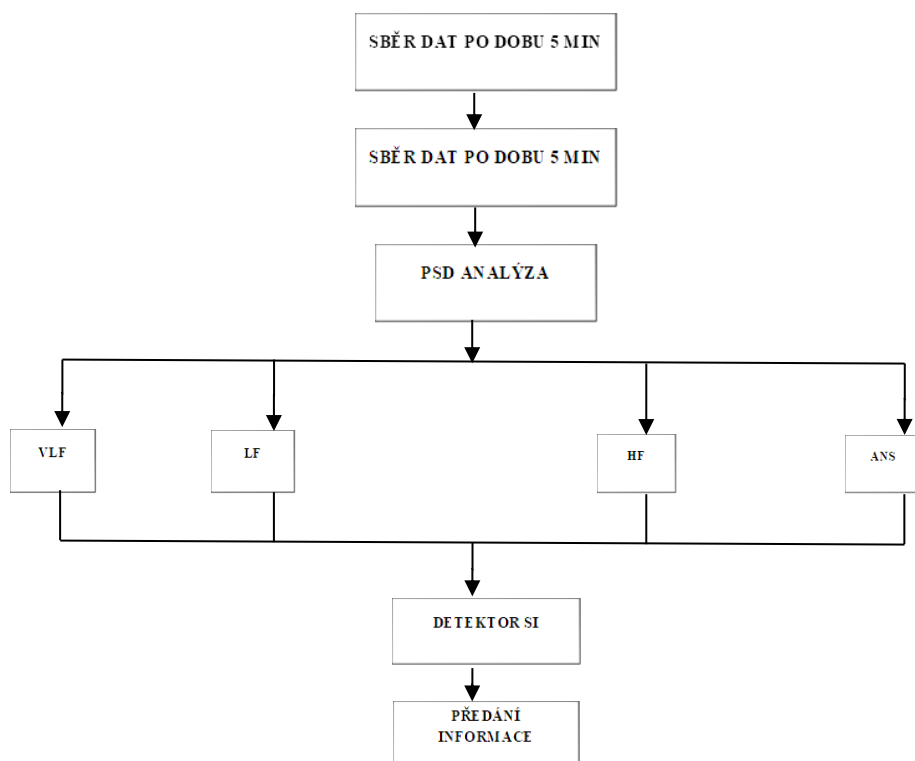 SBĚR DAT PO DOBU 5 MIN
SBĚR DAT PO DOBU 5 MIN
PSD ANALÝZA
VLF
LF
HF
ANS
DETEKTOR SI
PŘEDÁNÍ
INFORMACE